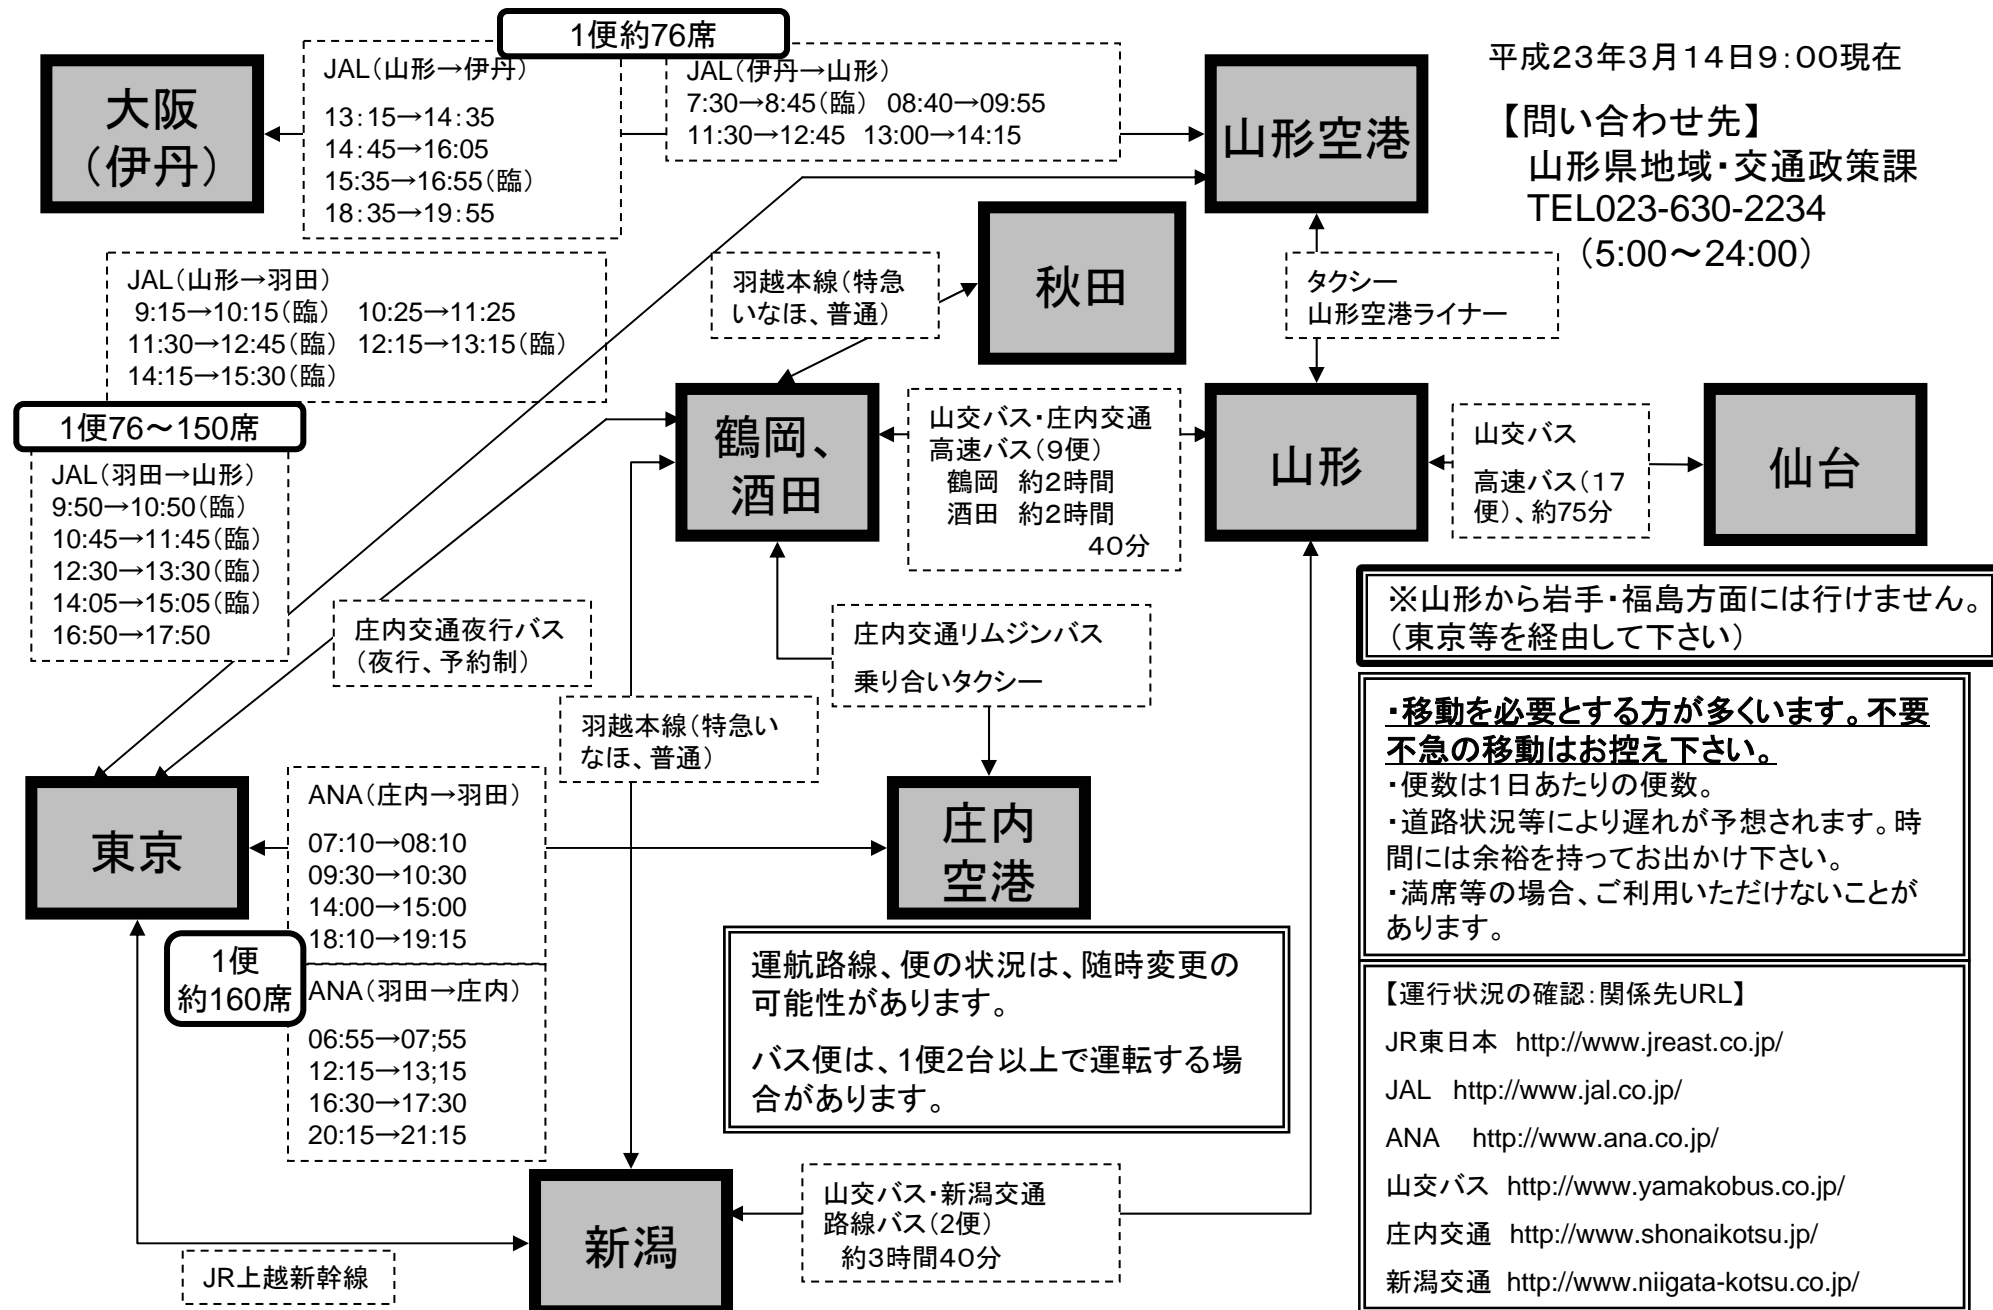 1便約76席
平成23年3月14日9:00現在
【問い合わせ先】
山形県地域・交通政策課
TEL023-630-2234
(5:00～24:00)
大阪
(伊丹)
JAL(山形→伊丹)
13:15→14:35
14:45→16:05
15:35→16:55(臨)
18:35→19:55
JAL(伊丹→山形)
7:30→8:45(臨) 08:40→09:55
11:30→12:45 13:00→14:15
山形空港
JAL(山形→羽田)
9:15→10:15(臨) 10:25→11:25
11:30→12:45(臨) 12:15→13:15(臨)
14:15→15:30(臨)
羽越本線(特急
いなほ、普通)
秋田
タクシー
山形空港ライナー
1便76～150席
JAL(羽田→山形)
9:50→10:50(臨)
10:45→11:45(臨)
12:30→13:30(臨)
14:05→15:05(臨)
16:50→17:50
鶴岡、
酒田
山交バス・庄内交通
高速バス(9便)
鶴岡 約2時間
酒田 約2時間
40分
山形
山交バス
高速バス(17
便)、約75分
仙台
※山形から岩手・福島方面には行けません。
(東京等を経由して下さい)
庄内交通夜行バス
(夜行、予約制)
庄内交通リムジンバス
乗り合いタクシー
羽越本線(特急い
なほ、普通)
・移動を必要とする方が多くいます。不要
不急の移動はお控え下さい。
・便数は1日あたりの便数。
・道路状況等により遅れが予想されます。時
間には余裕を持ってお出かけ下さい。
・満席等の場合、ご利用いただけないことが
あります。
東京
ANA(庄内→羽田)
07:10→08:10
09:30→10:30
14:00→15:00
18:10→19:15
庄内
空港
1便
約160席
ANA(羽田→庄内)
06:55→07;55
12:15→13;15
16:30→17:30
20:15→21:15
運航路線、便の状況は、随時変更の
可能性があります。
バス便は、1便2台以上で運転する場
合があります。
【運行状況の確認:関係先URL】
JR東日本 http://www.jreast.co.jp/
JAL http://www.jal.co.jp/
ANA http://www.ana.co.jp/
山交バス http://www.yamakobus.co.jp/
庄内交通 http://www.shonaikotsu.jp/
新潟交通 http://www.niigata-kotsu.co.jp/
新潟
山交バス・新潟交通
路線バス(2便)
約3時間40分
JR上越新幹線